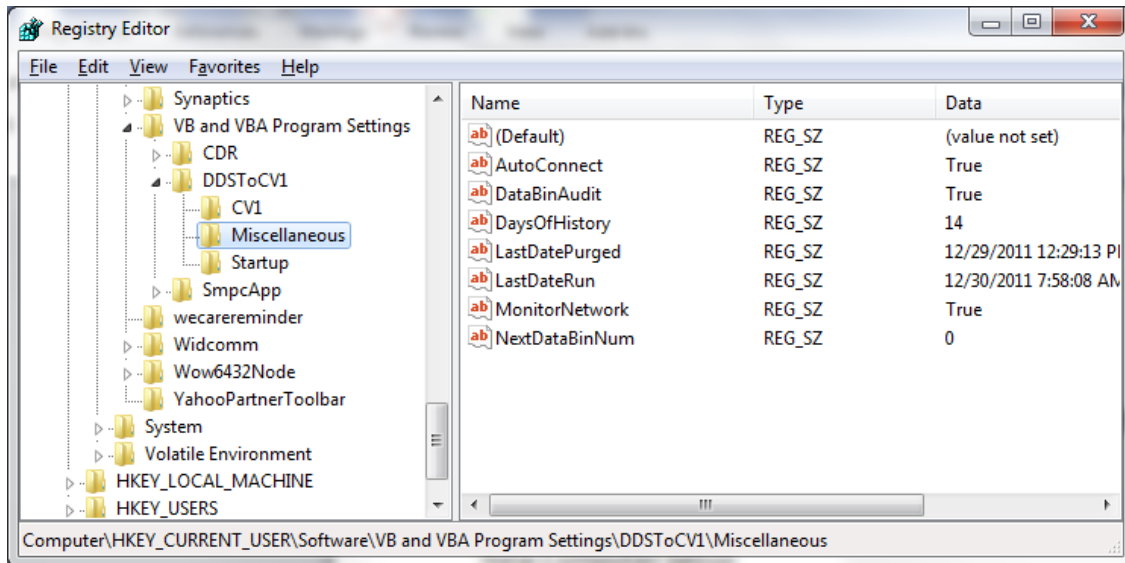 Registry Editor
File Edit View Favorites Help
Synaptics
VB and VBA Program Settings
CDR
DDSToCV1
CV1
Miscellaneous
Startup
SmpcApp
wecarereminder
Widcomm
Wow6432Node
YahooPartnerToolbar
System
Volatile Environment
HKEY_LOCAL_MACHINE
HKEY_USERS
Name Type Data
(Default) REG_SZ (value not set)
AutoConnect REG_SZ True
DataBinAudit REG_SZ True
DaysOfHistory REG_SZ 14
LastDatePurged REG_SZ 12/29/2011 12:29:13
LastDateRun REG_SZ 12/30/2011 7:58:08 AM
MonitorNetwork REG_SZ True
NextDataBinNum REG_SZ 0
Computer\HKEY_CURRENT_USER\Software\VB and VBA Program Settings\DDSToCV1\Miscellaneous